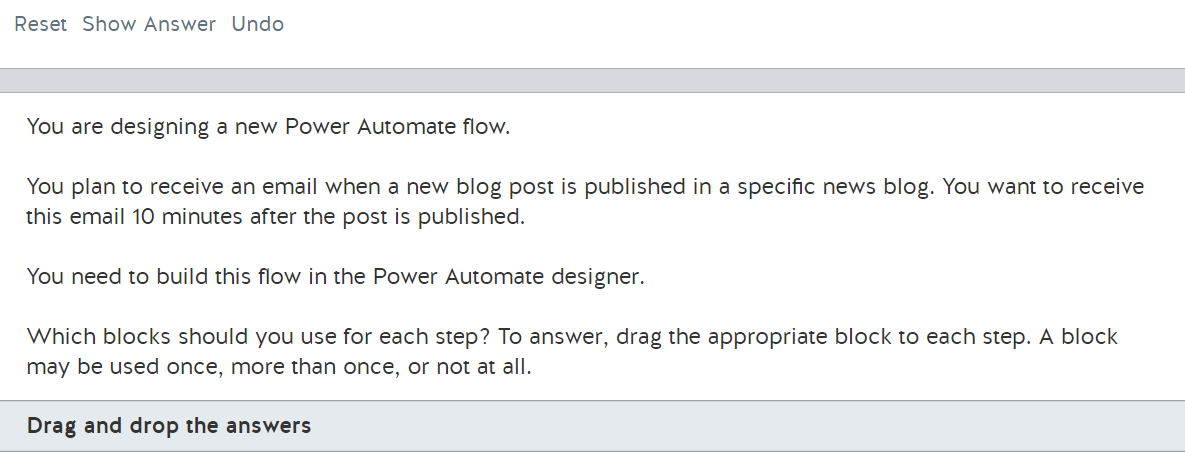 Reset Show Answer Undo
You are designing a new Power Automate flow.
You plan to receive an email when a new blog post is published in a specific news blog. You want to receive
this email 10 minutes after the post is published.
You need to build this flow in the Power Automate designer.
Which blocks should you use for each step? To answer, drag the appropriate block to each step. A block
may be used once, more than once, or not at all.
Drag and drop the answers